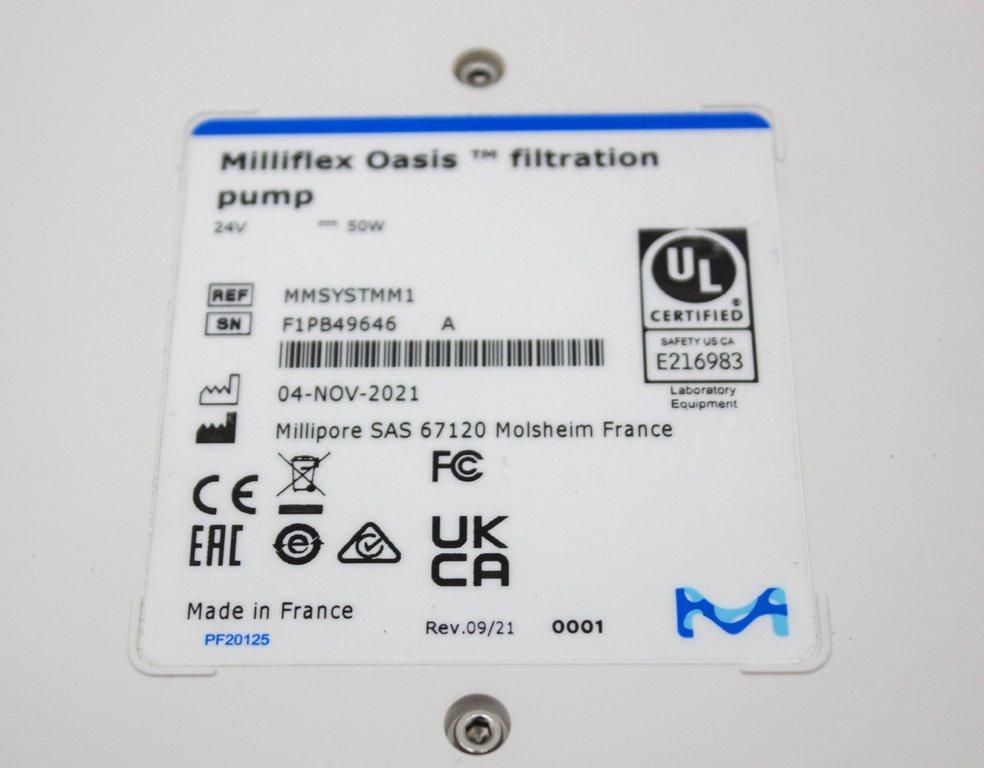 Milliflex Oasis ™ filtration
pump
24V ⎓ 50W
REF MMSYSTMM1
SN F1PB49646 A
04-NOV-2021
Millipore SAS 67120 Molsheim France
UL
®
CERTIFIED
SAFETY US CA
E216983
Laboratory
Equipment
CE
FC
EAC
e
UK
CA
Made in France
PF20125
Rev.09/21 0001
M